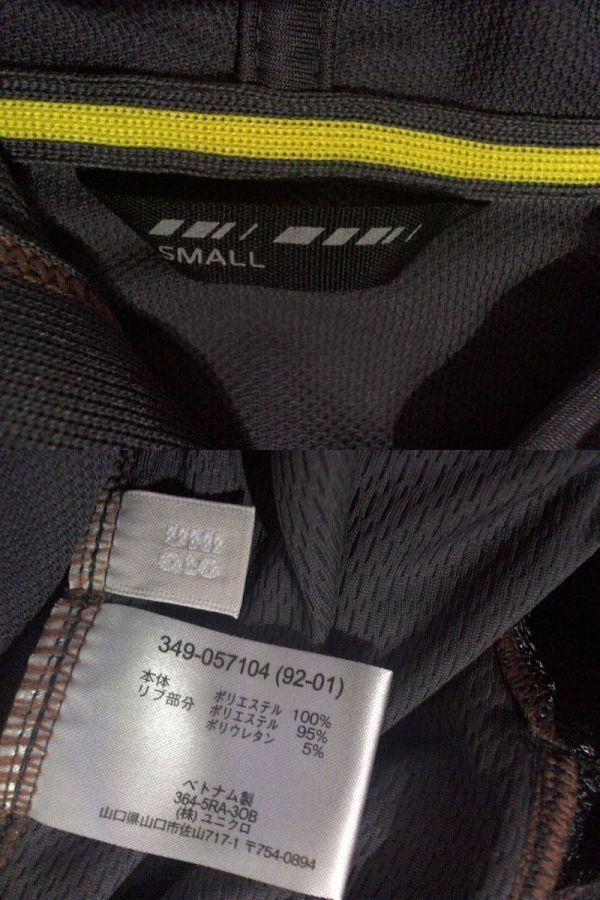 SMALL
349-057104 (92-01)
本体 ポリエステル 100%
リブ部分 ポリエステル 95%
ポリウレタン 5%
ベトナム製
364-5RA-3OB
(株) ユニクロ
山口県山口市佐山717-1 〒754-0894